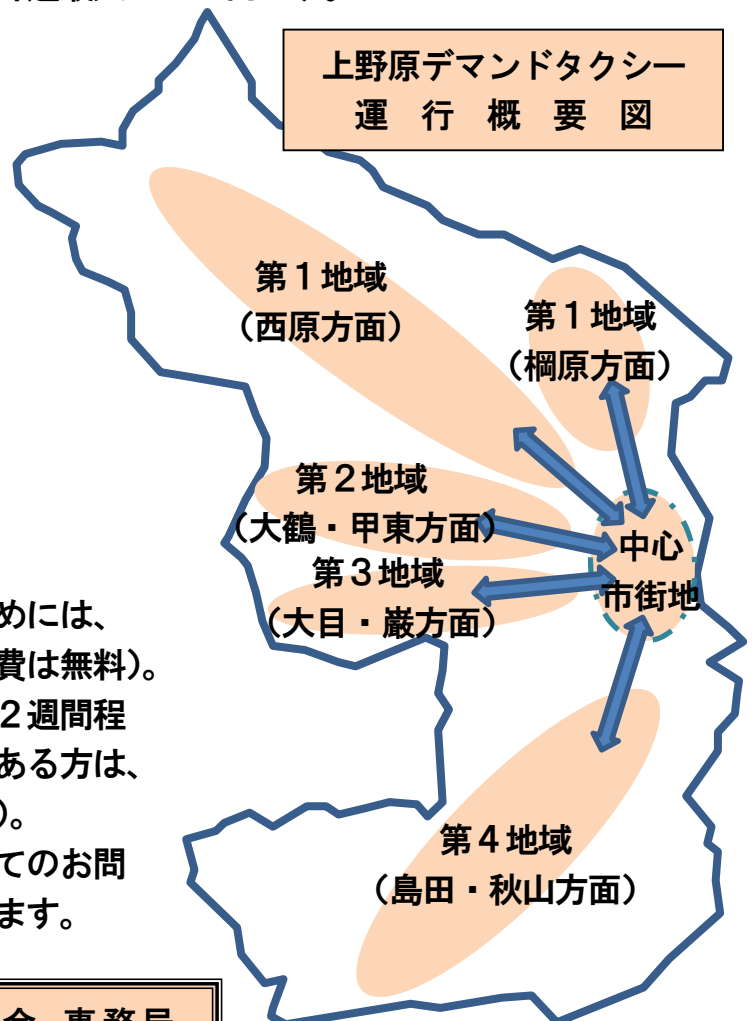 上野原デマンドタクシー
運 行 概 要 図
第1地域
（西原方面）
第1地域
（棡原方面）
第2地域
（大鶴・甲東方面）
第3地域
（大目・巌方面）
中心
市街地
第4地域
（島田・秋山方面）
めには、
費は無料）。
2週間程
ある方は、
）。
てのお問
ます。
会 事務局